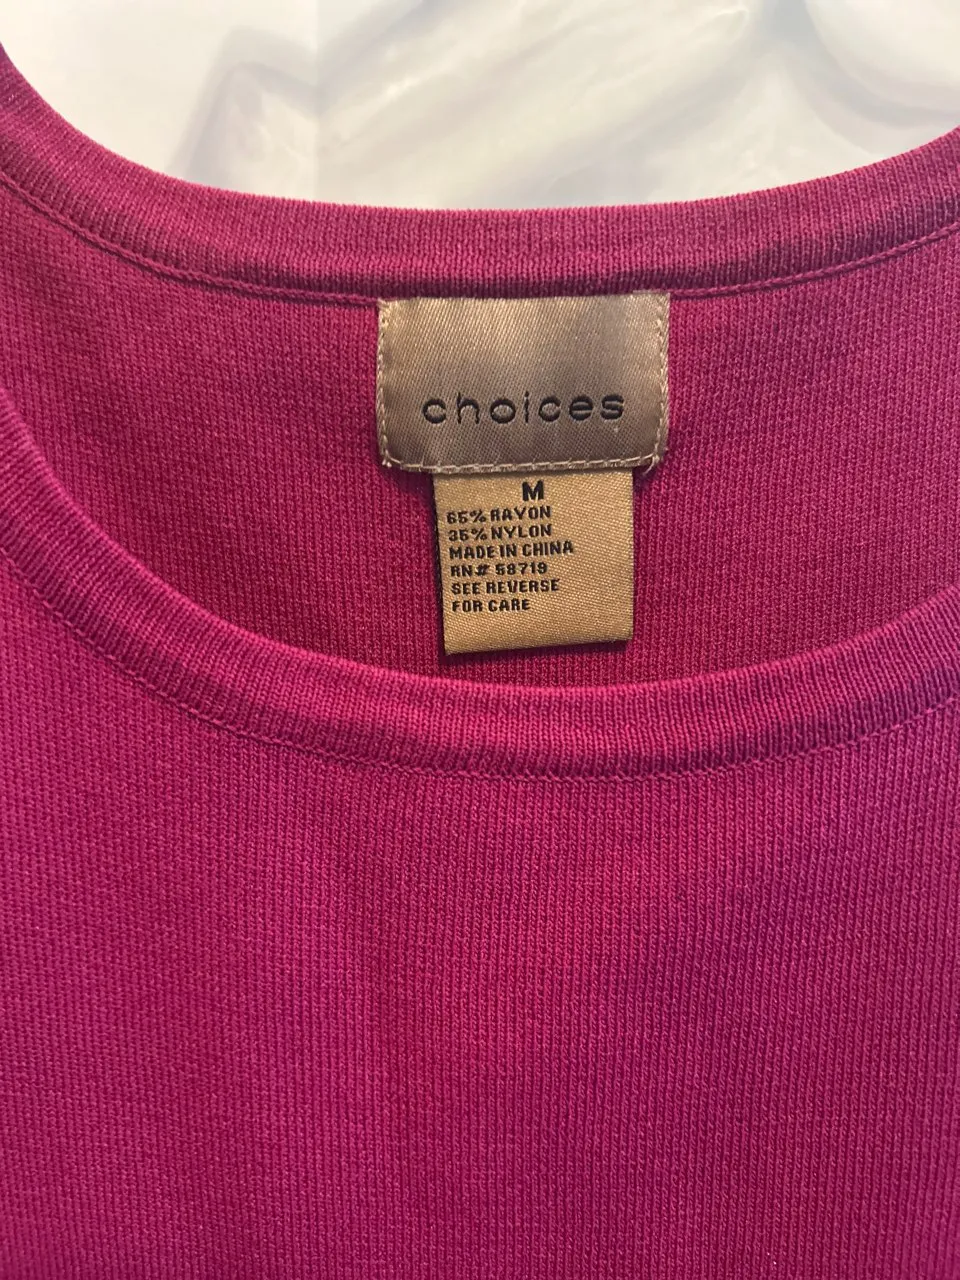 choices
M
65% RAYON
35% NYLON
MADE IN CHINA
RN# 58719
SEE REVERSE
FOR CARE